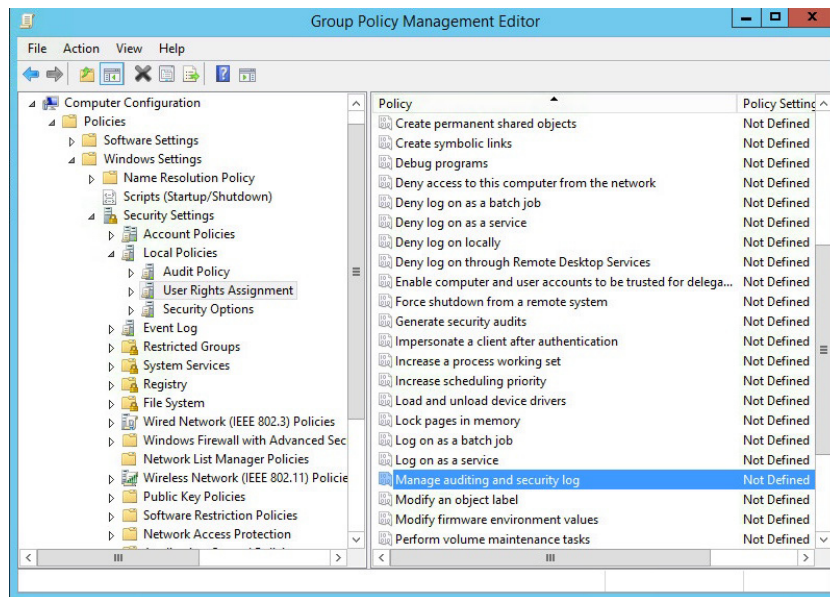 Group Policy Management Editor
File Action View Help
Computer Configuration
Policies
Software Settings
Windows Settings
Name Resolution Policy
Scripts (Startup/Shutdown)
Security Settings
Account Policies
Local Policies
Audit Policy
User Rights Assignment
Security Options
Event Log
Restricted Groups
System Services
Registry
File System
Wired Network (IEEE 802.3) Policies
Windows Firewall with Advanced Sec
Network List Manager Policies
Wireless Network (IEEE 802.11) Policie
Public Key Policies
Software Restriction Policies
Network Access Protection
Policy Policy Setting
Create permanent shared objects Not Defined
Create symbolic links Not Defined
Debug programs Not Defined
Deny access to this computer from the network Not Defined
Deny log on as a batch job Not Defined
Deny log on as a service Not Defined
Deny log on locally Not Defined
Deny log on through Remote Desktop Services Not Defined
Enable computer and user accounts to be trusted for delega... Not Defined
Force shutdown from a remote system Not Defined
Generate security audits Not Defined
Impersonate a client after authentication Not Defined
Increase a process working set Not Defined
Increase scheduling priority Not Defined
Load and unload device drivers Not Defined
Lock pages in memory Not Defined
Log on as a batch job Not Defined
Log on as a service Not Defined
Manage auditing and security log Not Defined
Modify an object label Not Defined
Modify firmware environment values Not Defined
Perform volume maintenance tasks Not Defined